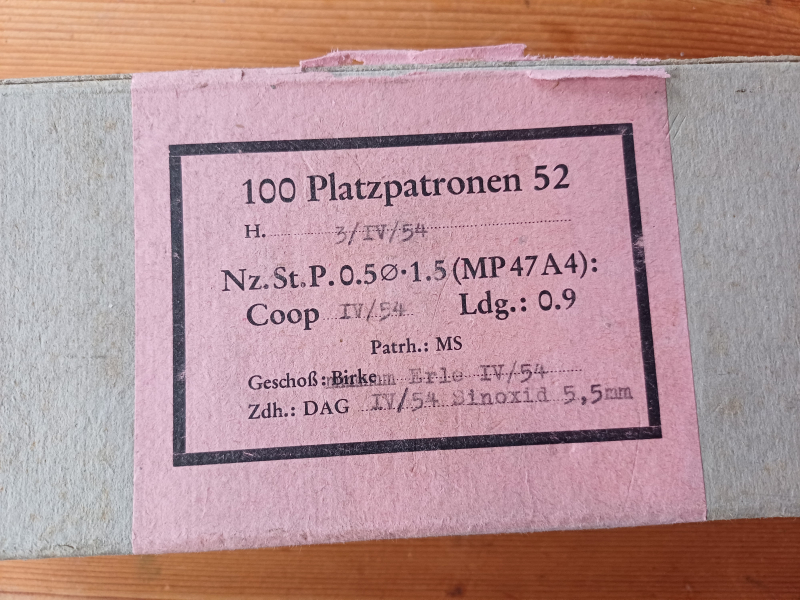 100 Platzpatronen 52
H. 3/IV/54
Nz.St.P. 0.5Ø·1.5 (MP 47 A4):
Coop IV/54 Ldg.: 0.9
Patrh.: MS
Geschoß: Birke Erle IV/54
Zdh.: DAG IV/54 Sinoxid 5,5mm